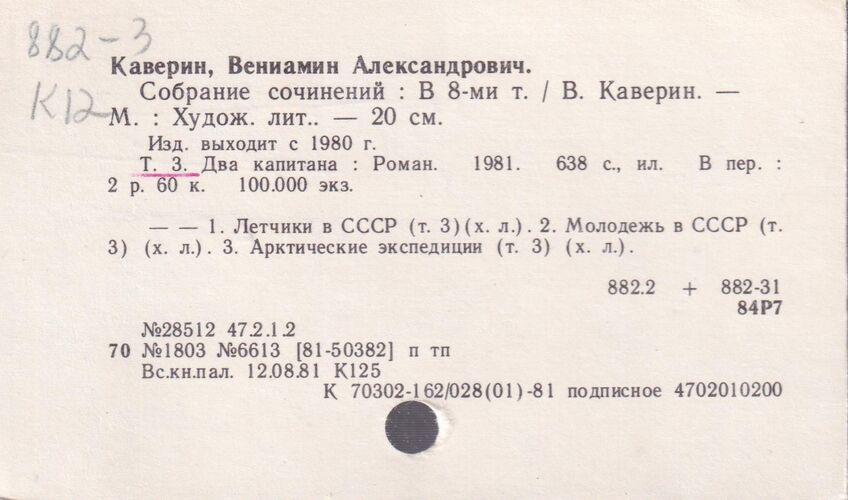 882-3
К12
Каверин, Вениамин Александрович.
Собрание сочинений : В 8-ми т. / В. Каверин. —
М. : Худож. лит.. — 20 см.
Изд. выходит с 1980 г.
Т. 3. Два капитана : Роман. 1981. 638 с., ил. В пер. :
2 р. 60 к. 100.000 экз.
— — 1. Летчики в СССР (т. 3)(х. л.). 2. Молодежь в СССР (т.
3) (х. л.). 3. Арктические экспедиции (т. 3) (х. л.).
882.2 + 882-31
84Р7
№28512 47.2.1.2
70 №1803 №6613 [81-50382] п тп
Вс.кн.пал. 12.08.81 К125
К 70302-162/028(01)-81 подписное 4702010200